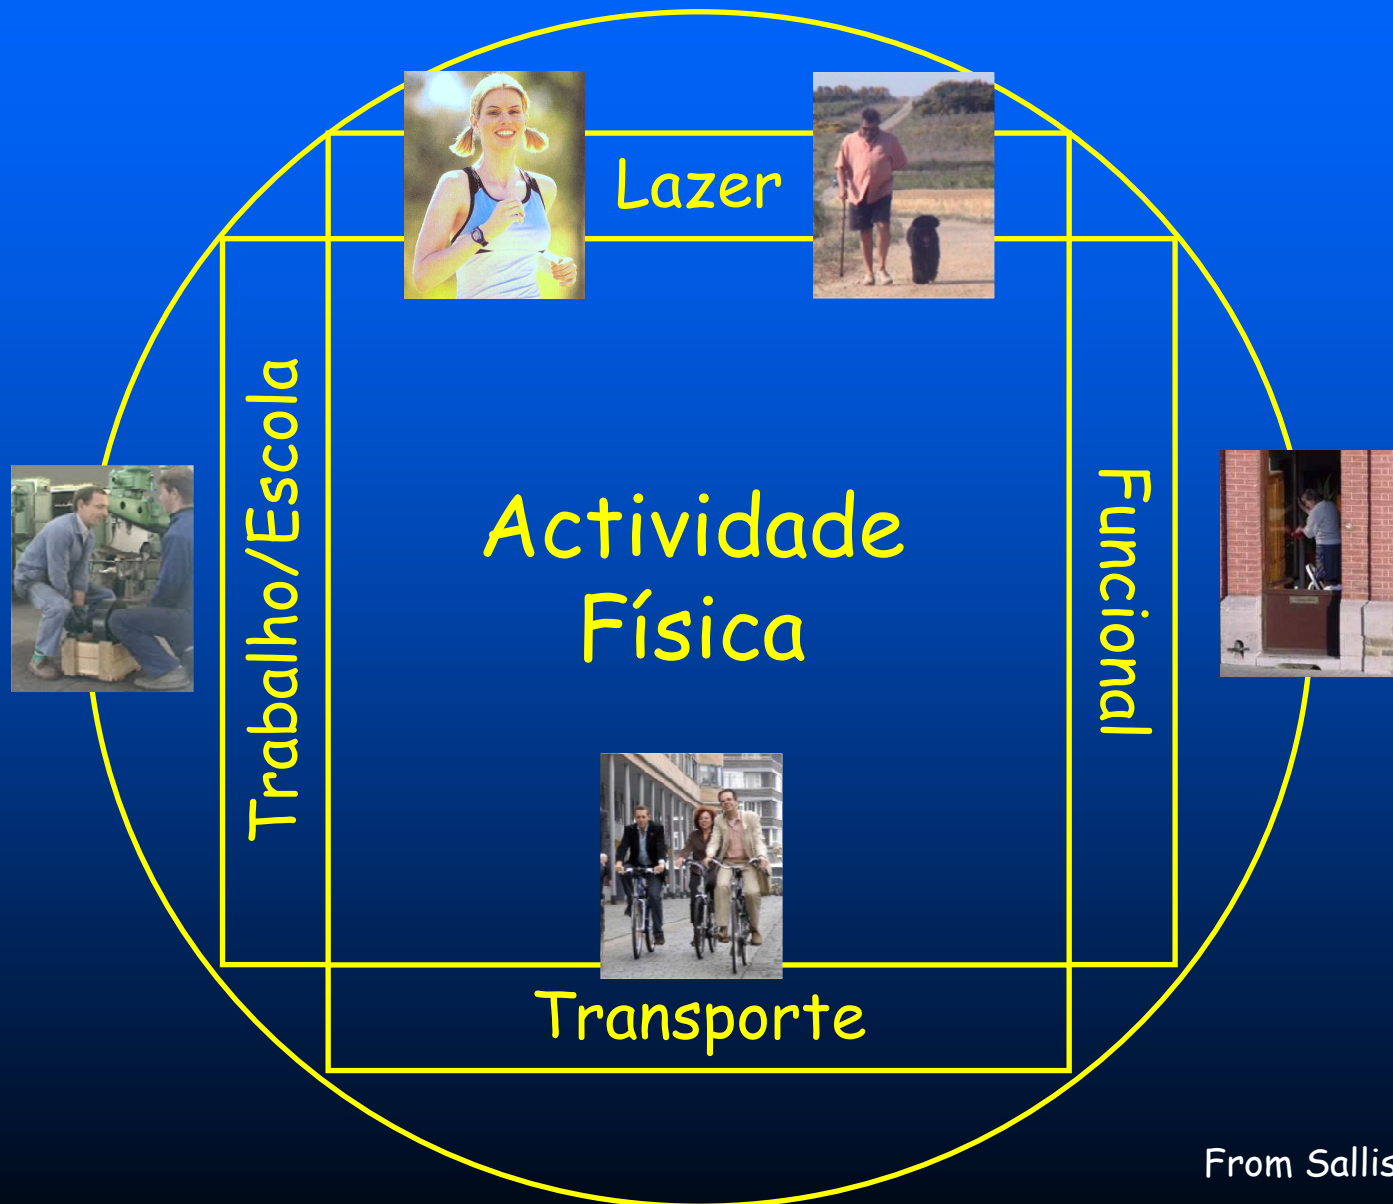 Lazer
Trabalho/Escola
Actividade
Física
Funcional
Transporte
From Sallis